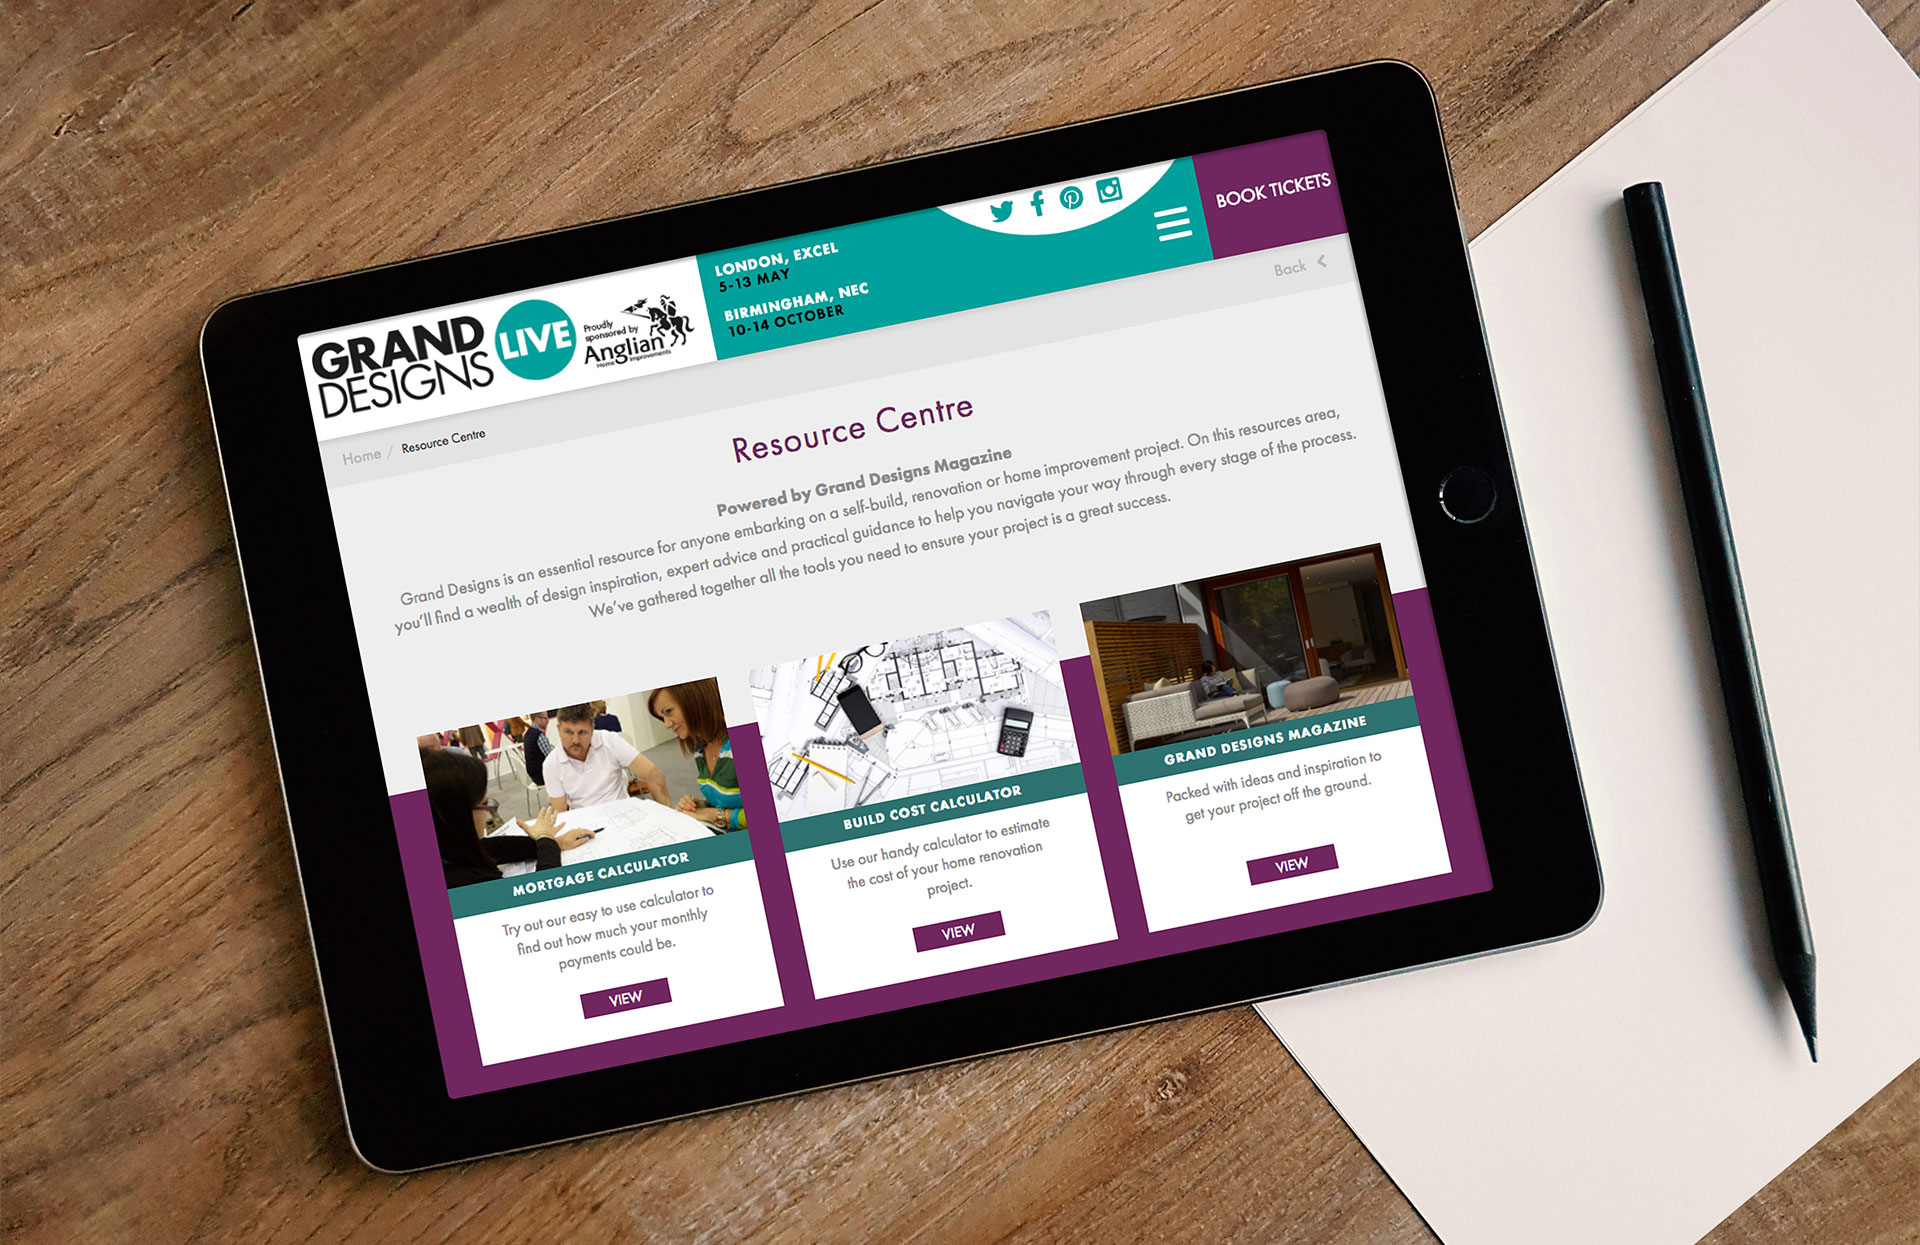 GRAND
DESIGNS
LIVE
Proudly
sponsored by
Anglian
Home Improvements
LONDON, EXCEL
5-13 MAY
BIRMINGHAM, NEC
10-14 OCTOBER
BOOK TICKETS
Home / Resource Centre
Back
Resource Centre
Powered by Grand Designs Magazine
Grand Designs is an essential resource for anyone embarking on a self-build, renovation or home improvement project. On this resources area,
you'll find a wealth of design inspiration, expert advice and practical guidance to help you navigate your way through every stage of the process.
We've gathered together all the tools you need to ensure your project is a great success.
MORTGAGE CALCULATOR
Try out our easy to use calculator to
find out how much your monthly
payments could be.
VIEW
BUILD COST CALCULATOR
Use our handy calculator to estimate
the cost of your home renovation
project.
VIEW
GRAND DESIGNS MAGAZINE
Packed with ideas and inspiration to
get your project off the ground.
VIEW